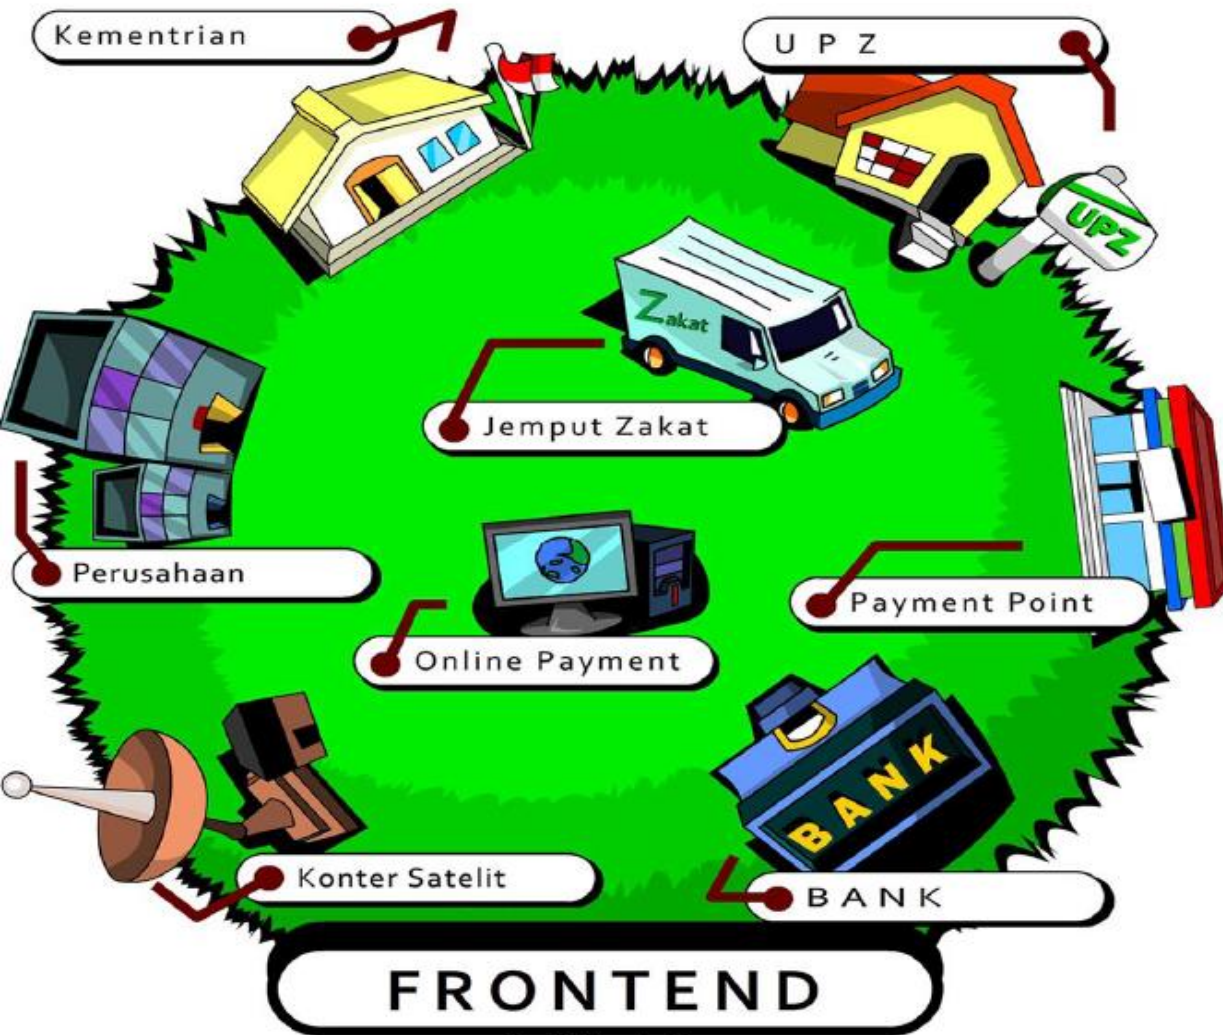 Kementrian
U P Z
UPZ
Zakat
Jemput Zakat
Perusahaan
Payment Point
Online Payment
BANK
Konter Satelit
BANK
FRONTEND